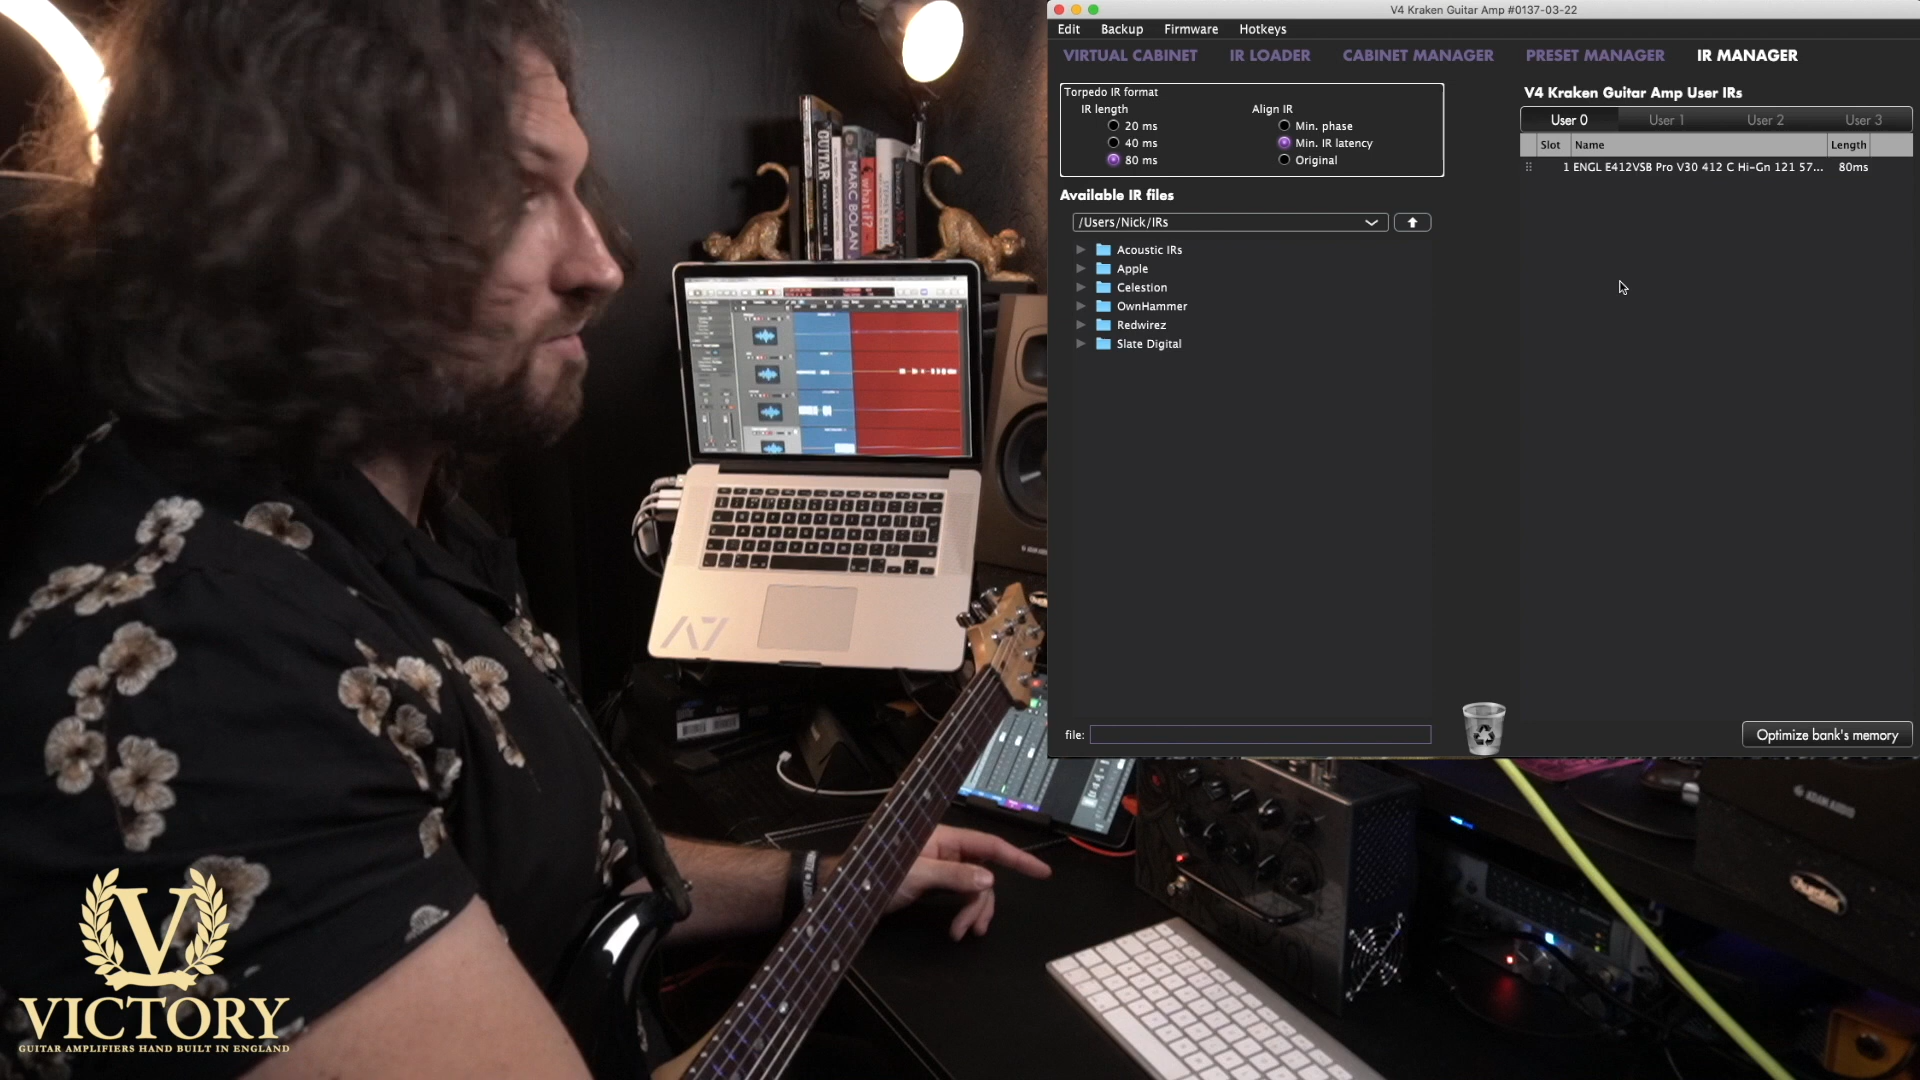 V4 Kraken Guitar Amp #0137-03-22
Edit Backup Firmware Hotkeys
VIRTUAL CABINET IR LOADER CABINET MANAGER PRESET MANAGER IR MANAGER
Torpedo IR format
IR length
20 ms
40 ms
80 ms
Align IR
Min. phase
Min. IR latency
Original
Available IR files
/Users/Nick/IRs
Acoustic IRs
Apple
Celestion
OwnHammer
Redwirez
Slate Digital
file:
V4 Kraken Guitar Amp User IRs
User 0 User 1 User 2 User 3
Slot Name Length
1 ENGL E412VSB Pro V30 412 C Hi-Gn 121 57... 80ms
Optimize bank's memory
GUITAR
MARC BOLAN
what if?
A7
ADAM AUDIO
V
VICTORY
GUITAR AMPLIFIERS HAND BUILT IN ENGLAND